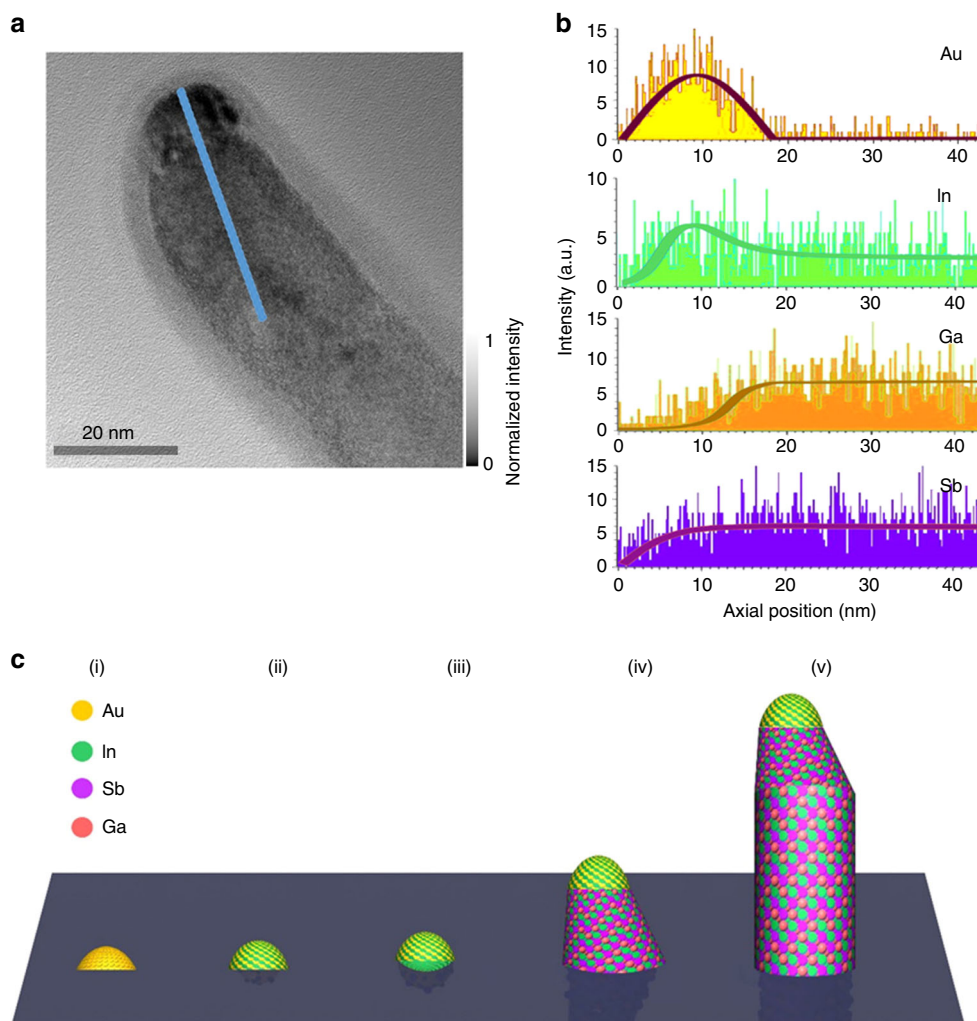 a
20 nm
1
0
Normalized intensity
b
Intensity (a.u.)
15
10
5
0
Au
0 10 20 30 40
10
5
0
In
0 10 20 30 40
15
10
5
0
Ga
0 10 20 30 40
15
10
5
0
Sb
0 10 20 30 40
Axial position (nm)
c
(i) (ii) (iii) (iv) (v)
Au
In
Sb
Ga